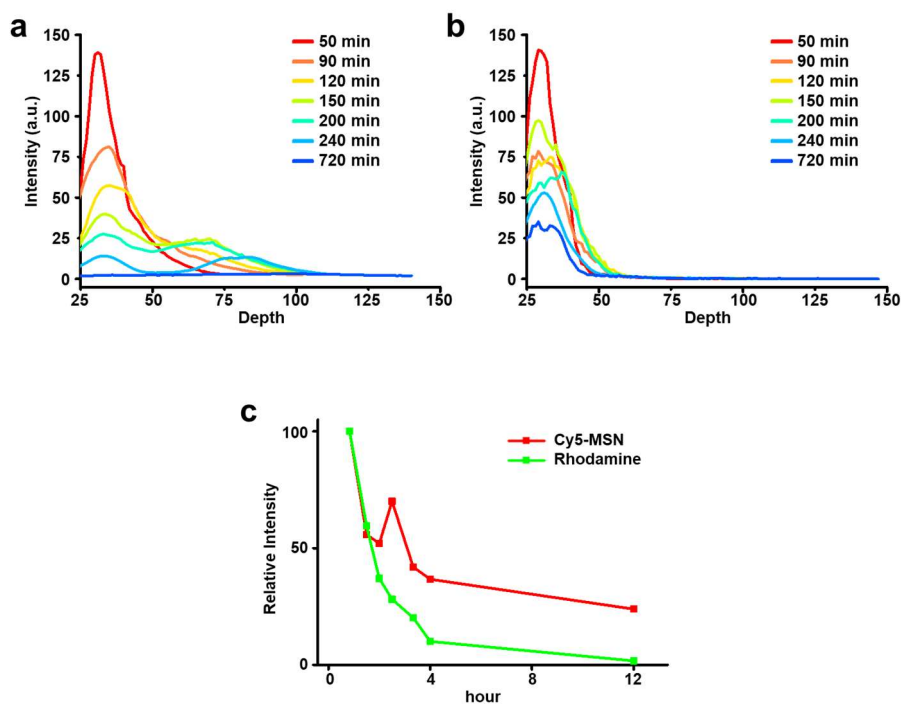 a
150
125
100
75
50
25
0
Intensity (a.u.)
25 50 75 100 125 150
Depth
50 min
90 min
120 min
150 min
200 min
240 min
720 min
b
150
125
100
75
50
25
0
Intensity (a.u.)
25 50 75 100 125 150
Depth
50 min
90 min
120 min
150 min
200 min
240 min
720 min
c
100
50
0
Relative Intensity
0 4 8 12
hour
Cy5-MSN
Rhodamine